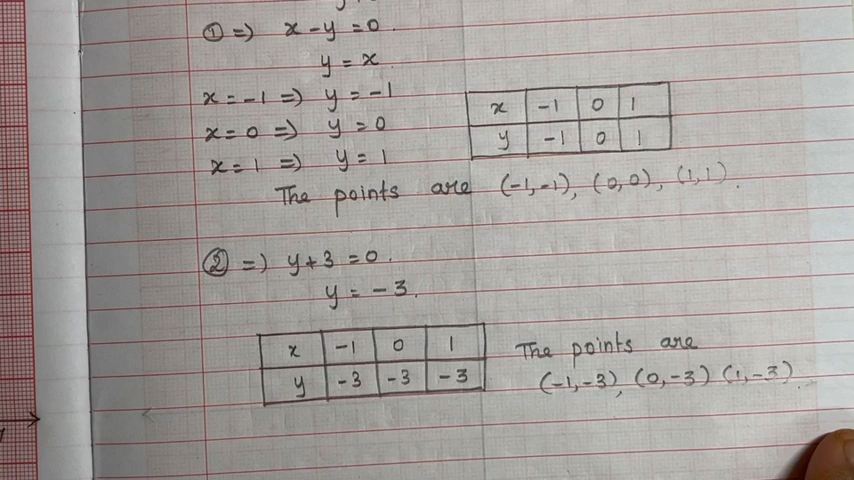 ① => x - y = 0.
y = x.
x = -1 => y = -1
x = 0 => y = 0
x = 1 => y = 1
x -1 0 1
y -1 0 1
The points are (-1,-1), (0,0), (1,1).
② => y + 3 = 0.
y = -3.
x -1 0 1
y -3 -3 -3
The points are
(-1,-3), (0,-3) (1,-3).